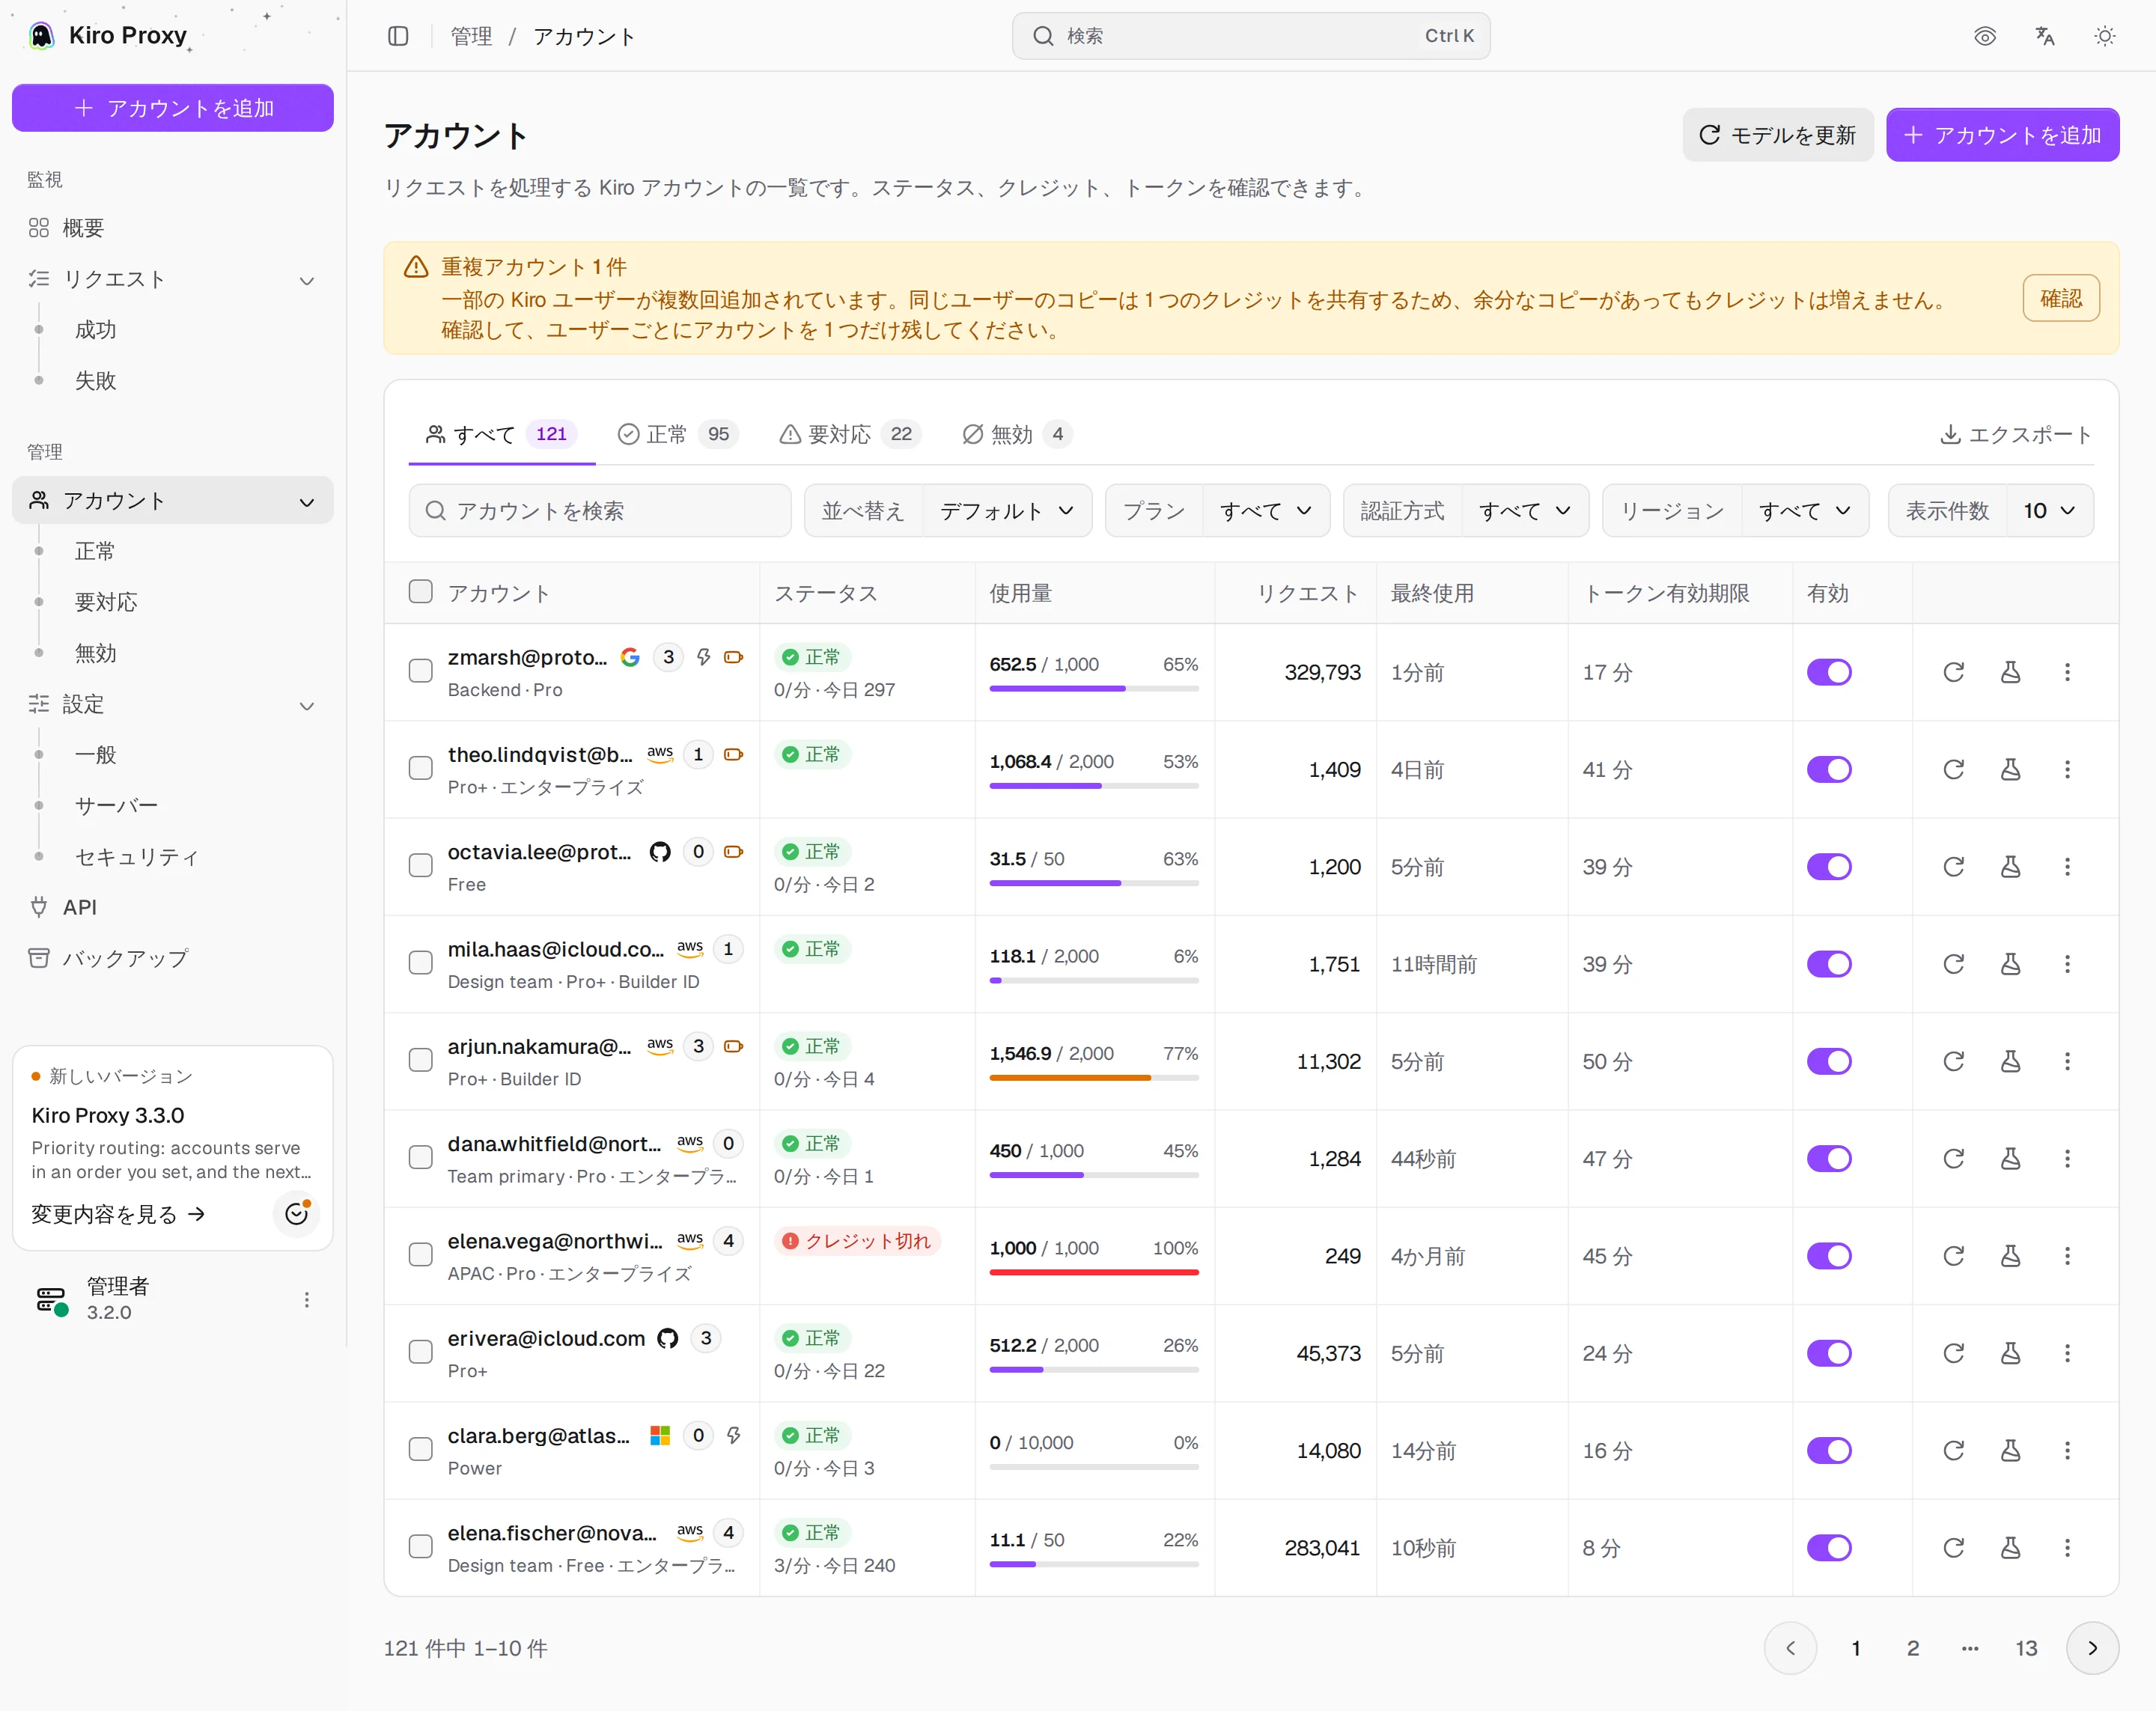 Kiro Proxy
アカウントを追加
監視
概要
リクエスト
成功
失敗
管理
アカウント
正常
要対応
無効
設定
一般
サーバー
セキュリティ
API
バックアップ
新しいバージョン
Kiro Proxy 3.3.0
Priority routing: accounts serve
in an order you set, and the next...
変更内容を見る →
管理者
3.2.0
管理 / アカウント
検索 Ctrl K
アカウント
モデルを更新
アカウントを追加
リクエストを処理する Kiro アカウントの一覧です。ステータス、クレジット、トークンを確認できます。
重複アカウント 1 件
一部の Kiro ユーザーが複数回追加されています。同じユーザーのコピーは 1 つのクレジットを共有するため、余分なコピーがあってもクレジットは増えません。
確認して、ユーザーごとにアカウントを 1 つだけ残してください。
確認
すべて 121 正常 95 要対応 22 無効 4 エクスポート
アカウントを検索 並べ替え デフォルト プラン すべて 認証方式 すべて リージョン すべて 表示件数 10
アカウント ステータス 使用量 リクエスト 最終使用 トークン有効期限 有効
zmarsh@proto... 3 正常 652.5 / 1,000 65% 329,793 1分前 17 分
Backend · Pro 0/分 · 今日 297
theo.lindqvist@b... aws 1 正常 1,068.4 / 2,000 53% 1,409 4日前 41 分
Pro+ · エンタープライズ
octavia.lee@prot... 0 正常 31.5 / 50 63% 1,200 5分前 39 分
Free 0/分 · 今日 2
mila.haas@icloud.co... aws 1 正常 118.1 / 2,000 6% 1,751 11時間前 39 分
Design team · Pro+ · Builder ID
arjun.nakamura@... aws 3 正常 1,546.9 / 2,000 77% 11,302 5分前 50 分
Pro+ · Builder ID 0/分 · 今日 4
dana.whitfield@nort... aws 0 正常 450 / 1,000 45% 1,284 44秒前 47 分
Team primary · Pro · エンタープラ... 0/分 · 今日 1
elena.vega@northwi... aws 4 クレジット切れ 1,000 / 1,000 100% 249 4か月前 45 分
APAC · Pro · エンタープライズ
erivera@icloud.com 3 正常 512.2 / 2,000 26% 45,373 5分前 24 分
Pro+ 0/分 · 今日 22
clara.berg@atlas... 0 正常 0 / 10,000 0% 14,080 14分前 16 分
Power 0/分 · 今日 3
elena.fischer@nova... aws 4 正常 11.1 / 50 22% 283,041 10秒前 8 分
Design team · Free · エンタープラ... 3/分 · 今日 240
121 件中 1–10 件
1 2 ... 13